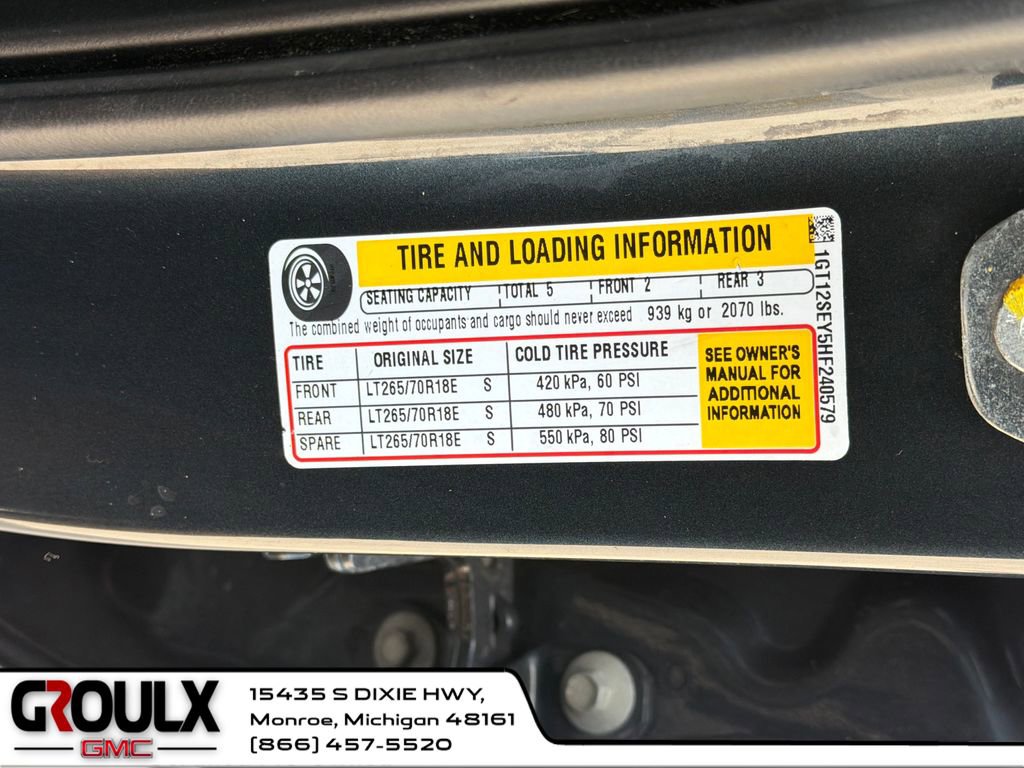 TIRE AND LOADING INFORMATION
SEATING CAPACITY TOTAL 5 FRONT 2 REAR 3
The combined weight of occupants and cargo should never exceed 939 kg or 2070 lbs.
TIRE ORIGINAL SIZE COLD TIRE PRESSURE
FRONT LT265/70R18E S 420 kPa, 60 PSI
REAR LT265/70R18E S 480 kPa, 70 PSI
SPARE LT265/70R18E S 550 kPa, 80 PSI
SEE OWNER'S
MANUAL FOR
ADDITIONAL
INFORMATION
1GT12SEY5HF240579
GROULX
GMC
15435 S DIXIE HWY,
Monroe, Michigan 48161
(866) 457-5520